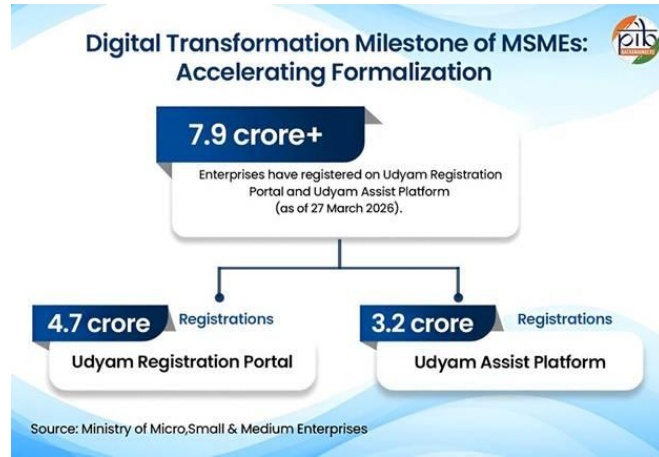 Digital Transformation Milestone of MSMEs:
Accelerating Formalization
pib
BACKGROUNDERS
7.9 crore+
Enterprises have registered on Udyam Registration
Portal and Udyam Assist Platform
(as of 27 March 2026).
4.7 crore Registrations
Udyam Registration Portal
3.2 crore Registrations
Udyam Assist Platform
Source: Ministry of Micro,Small & Medium Enterprises